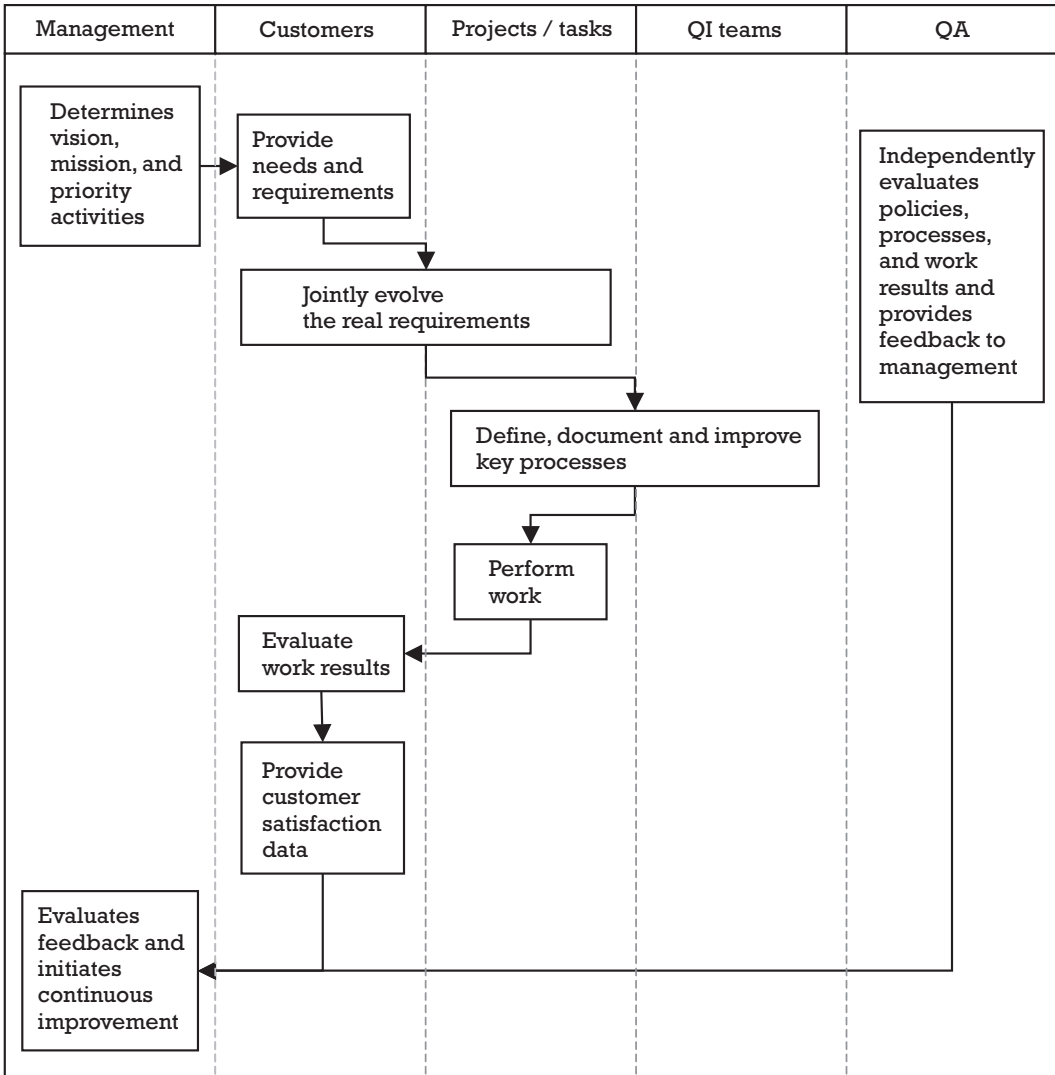 Management
Customers
Projects / tasks
QI teams
QA
Determines
vision,
mission, and
priority
activities
Provide
needs and
requirements
Independently
evaluates
policies,
processes,
and work
results and
provides
feedback to
management
Jointly evolve
the real requirements
Define, document and improve
key processes
Perform
work
Evaluate
work results
Provide
customer
satisfaction
data
Evaluates
feedback and
initiates
continuous
improvement